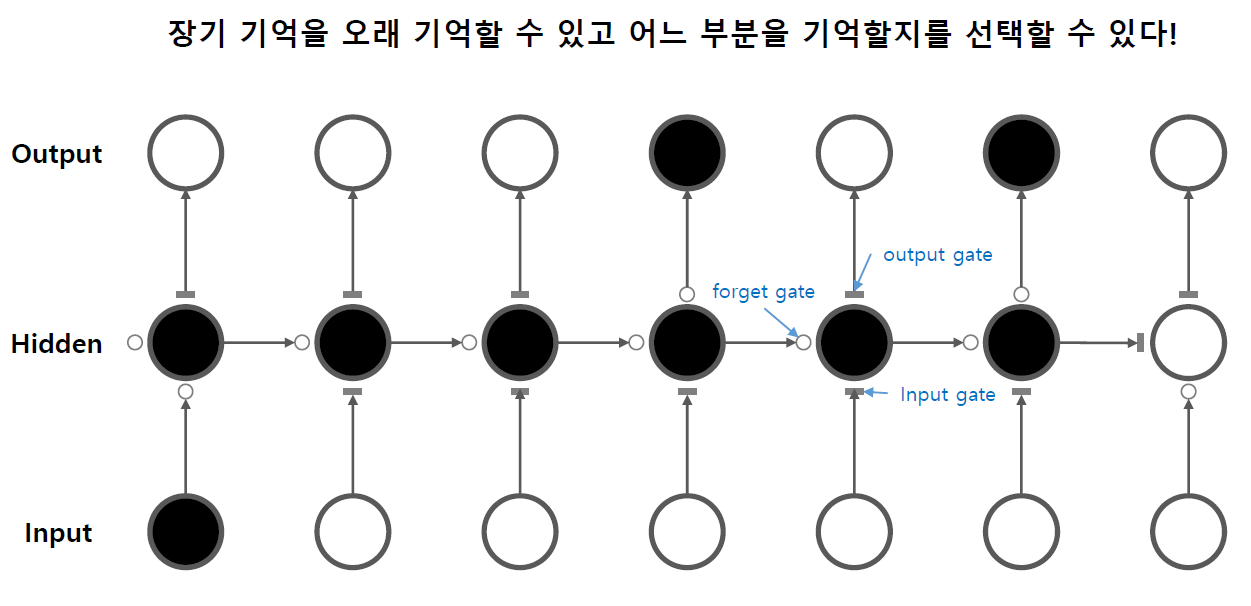 장기 기억을 오래 기억할 수 있고 어느 부분을 기억할지를 선택할 수 있다!
Output
output gate
forget gate
Hidden
Input gate
Input